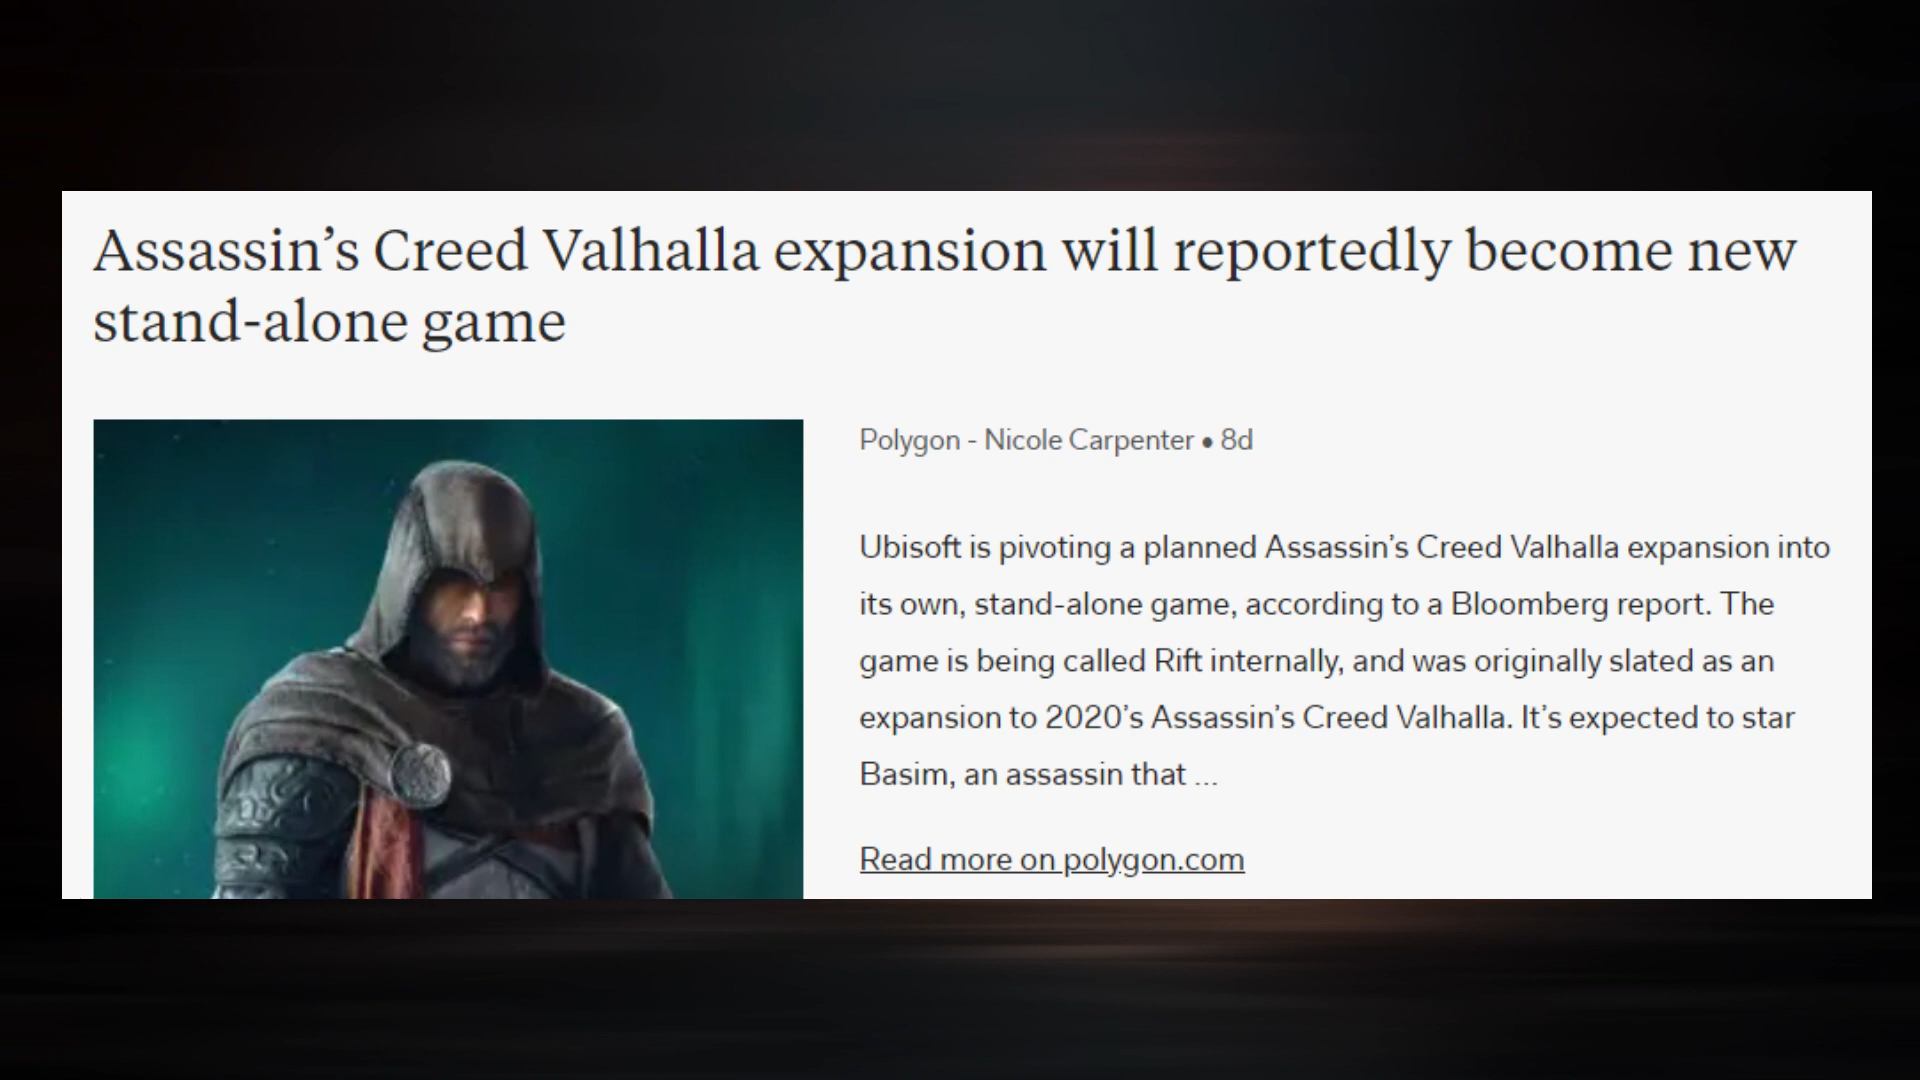 Assassin’s Creed Valhalla expansion will reportedly become new
stand-alone game
Polygon - Nicole Carpenter • 8d
Ubisoft is pivoting a planned Assassin’s Creed Valhalla expansion into
its own, stand-alone game, according to a Bloomberg report. The
game is being called Rift internally, and was originally slated as an
expansion to 2020’s Assassin’s Creed Valhalla. It’s expected to star
Basim, an assassin that ...
Read more on polygon.com